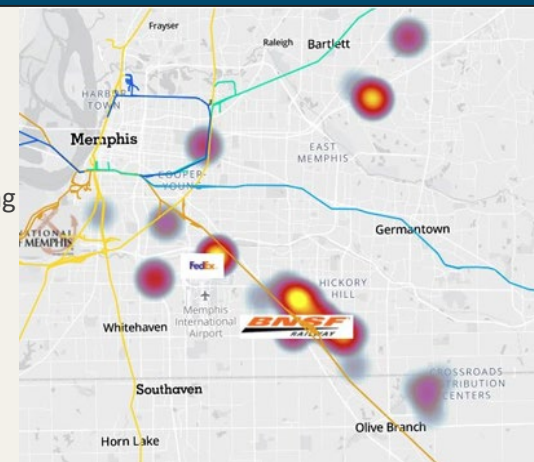 Frayser
Raleigh
Bartlett
HARBOR
TOWN
Memphis
EAST
MEMPHIS
COOPER-
YOUNG
Germantown
MEMPHIS
FedEx
HICKORY
HILL
Memphis
International
Airport
BNSF
RAILWAY
Whitehaven
CROSSROADS
DISTRIBUTION
CENTERS
Southaven
Olive Branch
Horn Lake